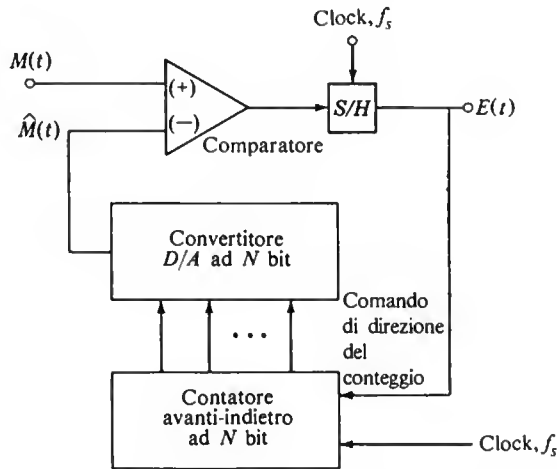 Clock, f_s
M(t)
(+)
S/H
E(t)
M̂(t)
(—)
Comparatore
Convertitore
D/A ad N bit
Comando
di direzione
del
conteggio
. . .
Contatore
avanti-indietro
ad N bit
Clock, f_s